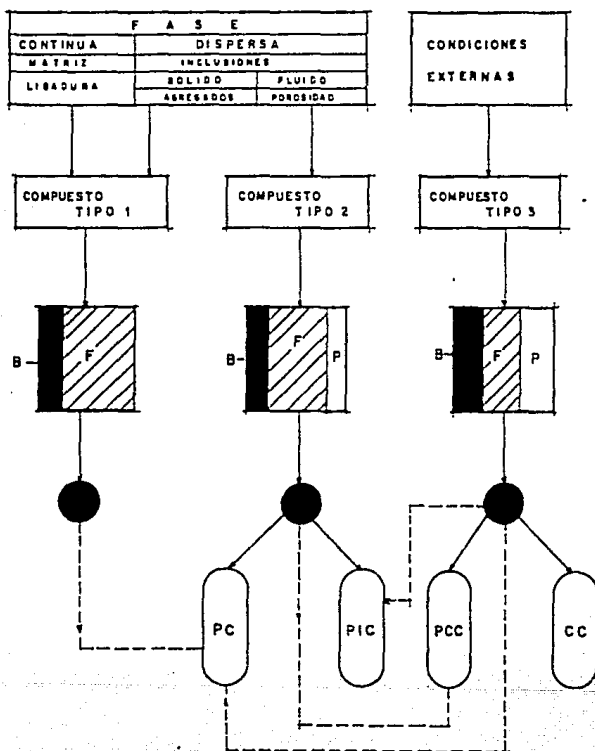 F A S E
CONTINUA DISPERSA
MATRIZ INCLUSIONES
LIGADURA SOLIDO FLUIDO
AGREGADOS POROSIDAD
CONDICIONES
EXTERNAS
COMPUESTO
TIPO 1
COMPUESTO
TIPO 2
COMPUESTO
TIPO 3
B F
B F P
B F P
PC PIC PCC CC